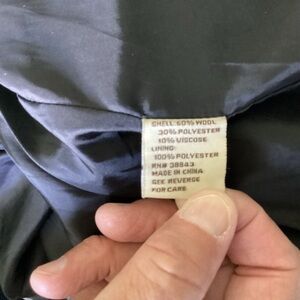 SHELL 60% WOOL
30% POLYESTER
10% VISCOSE
LINING:
100% POLYESTER
RN# 38843
MADE IN CHINA
SEE REVERSE
FOR CARE